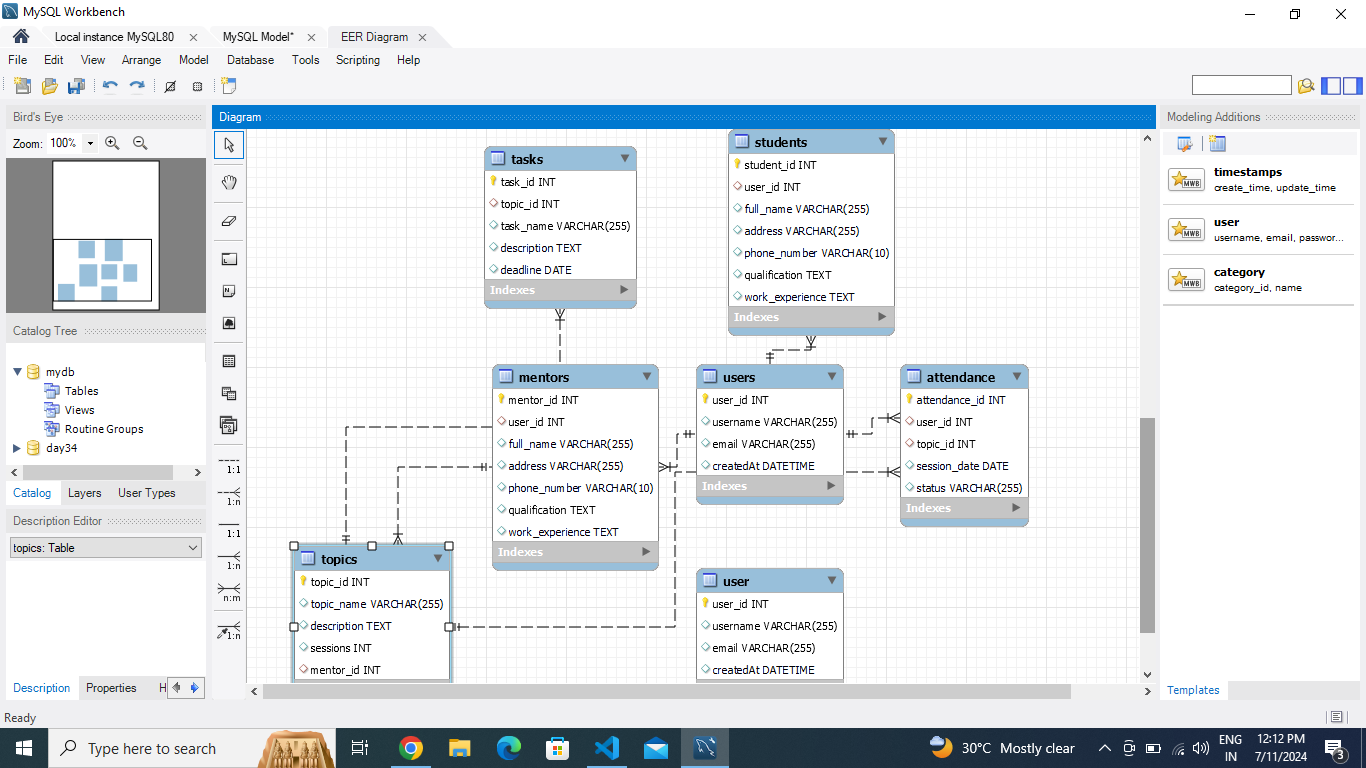 MySQL Workbench
Local instance MySQL80
MySQL Model*
EER Diagram
File Edit View Arrange Model Database Tools Scripting Help
Bird's Eye
Zoom: 100%
Catalog Tree
mydb
Tables
Views
Routine Groups
day34
Catalog Layers User Types
Description Editor
topics: Table
Description Properties H
Ready
Diagram
1:1
1:n
1:1
1:n
n:m
1:n
tasks
task_id INT
topic_id INT
task_name VARCHAR(255)
description TEXT
deadline DATE
Indexes
students
student_id INT
user_id INT
full_name VARCHAR(255)
address VARCHAR(255)
phone_number VARCHAR(10)
qualification TEXT
work_experience TEXT
Indexes
mentors
mentor_id INT
user_id INT
full_name VARCHAR(255)
address VARCHAR(255)
phone_number VARCHAR(10)
qualification TEXT
work_experience TEXT
Indexes
users
user_id INT
username VARCHAR(255)
email VARCHAR(255)
createdAt DATETIME
Indexes
attendance
attendance_id INT
user_id INT
topic_id INT
session_date DATE
status VARCHAR(255)
Indexes
topics
topic_id INT
topic_name VARCHAR(255)
description TEXT
sessions INT
mentor_id INT
user
user_id INT
username VARCHAR(255)
email VARCHAR(255)
createdAt DATETIME
Modeling Additions
MWB
timestamps
create_time, update_time
MWB
user
username, email, passwor...
MWB
category
category_id, name
Templates
Type here to search
30°C Mostly clear
ENG
IN
12:12 PM
7/11/2024
3